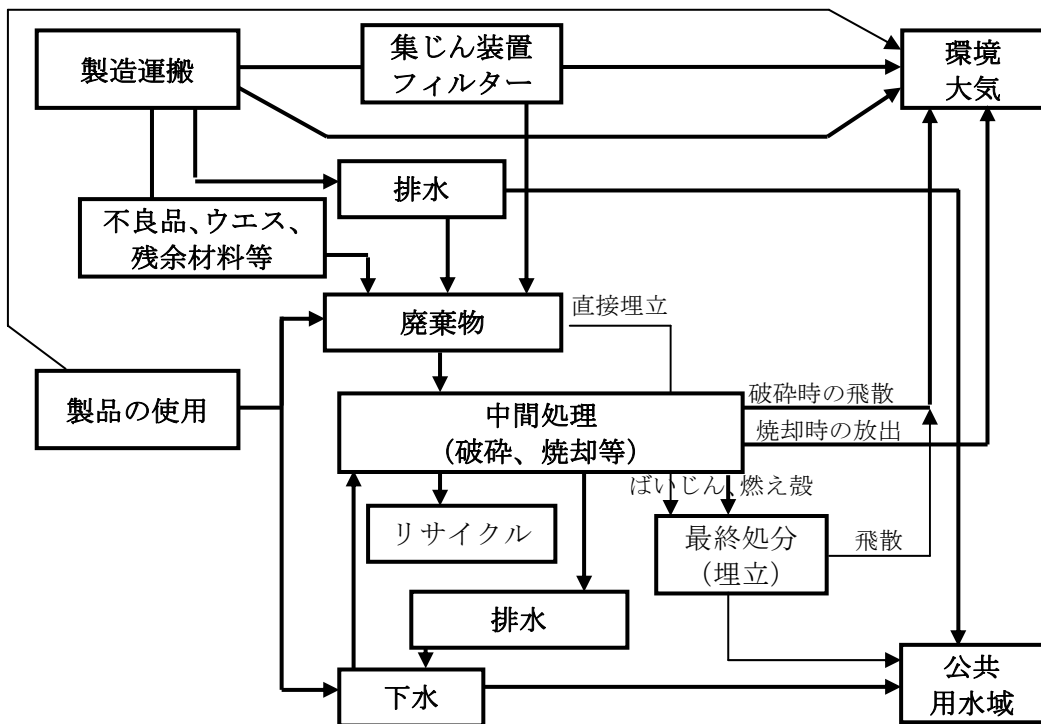 集じん装置
フィルター
環境
大気
製造運搬
排水
不良品、ウエス、
残余材料等
直接埋立
廃棄物
製品の使用
中間処理
(破砕、焼却等)
破砕時の飛散
焼却時の放出
ばいじん、燃え殻
リサイクル
最終処分
(埋立)
飛散
排水
下水
公共
用水域